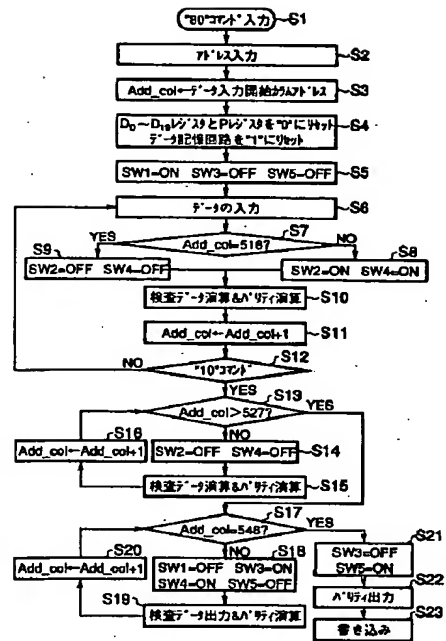 "80"コマンド入力 S1
アドレス入力 S2
Add_col←データ入力開始カラムアドレス S3
D₀～D₁₉レジスタとPレジスタを"0"にリセット
データ記憶回路を"1"にリセット S4
SW1=ON SW3=OFF SW5=OFF S5
データの入力 S6
S7
Add_col=516?
YES
NO
S9
SW2=OFF SW4=OFF
SW2=ON SW4=ON S8
検査データ演算&パリティ演算 S10
Add_col←Add_col+1 S11
S12
"10"コマンド
NO
YES
S13
Add_col>527?
YES
NO
S16
Add_col←Add_col+1
SW2=OFF SW4=OFF S14
検査データ演算&パリティ演算 S15
S17
Add_col=548?
YES
NO
S20
Add_col←Add_col+1
S18
SW1=OFF SW3=ON
SW4=ON SW5=OFF
S19
検査データ出力&パリティ演算
S21
SW3=OFF
SW5=ON
S22
パリティ出力
S23
書き込み